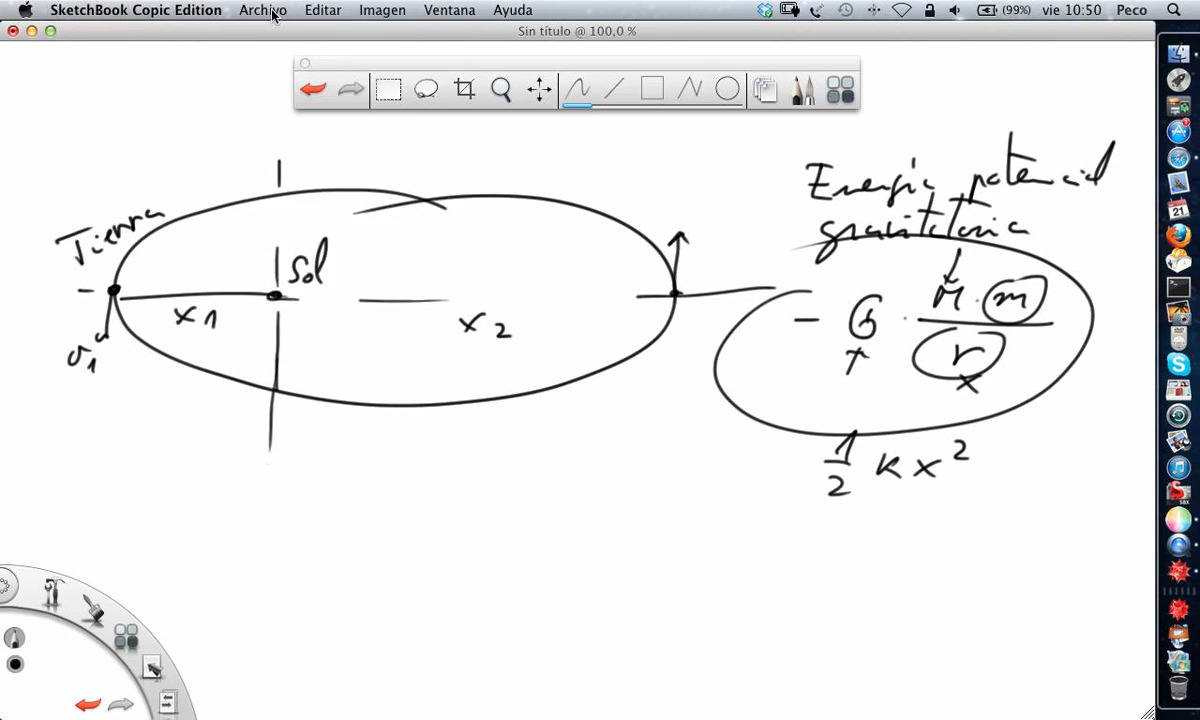 SketchBook Copic Edition Archivo Editar Imagen Ventana Ayuda (99%) vie 10:50 Peco
Sin título @ 100,0 %
Energía potencial
gravitatoria
Tierra
Sol
- G · M · m
r
x
x1
x2
v1
1/2 k x²
21